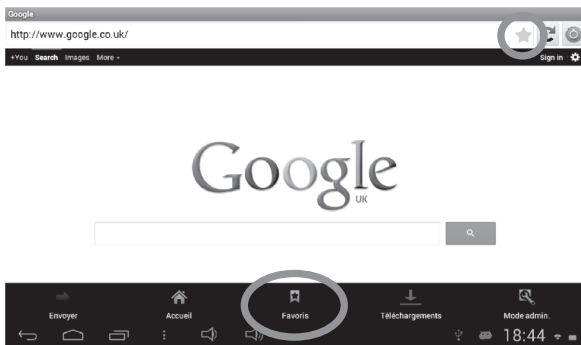 Google
http://www.google.co.uk/
+You Search Images More Sign in
Google
UK
Envoyer Accueil Favoris Téléchargements Mode admin.
18:44